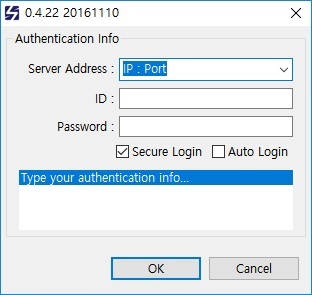 0.4.22 20161110
Authentication Info
Server Address : IP : Port
ID :
Password :
Secure Login Auto Login
Type your authentication info...
OK Cancel